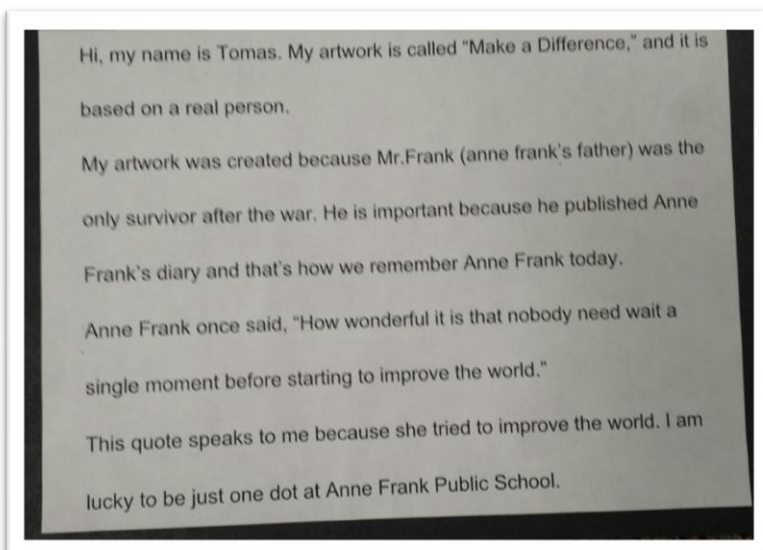 Hi, my name is Tomas. My artwork is called "Make a Difference," and it is
based on a real person.
My artwork was created because Mr.Frank (anne frank's father) was the
only survivor after the war. He is important because he published Anne
Frank's diary and that's how we remember Anne Frank today.
Anne Frank once said, "How wonderful it is that nobody need wait a
single moment before starting to improve the world."
This quote speaks to me because she tried to improve the world. I am
lucky to be just one dot at Anne Frank Public School.